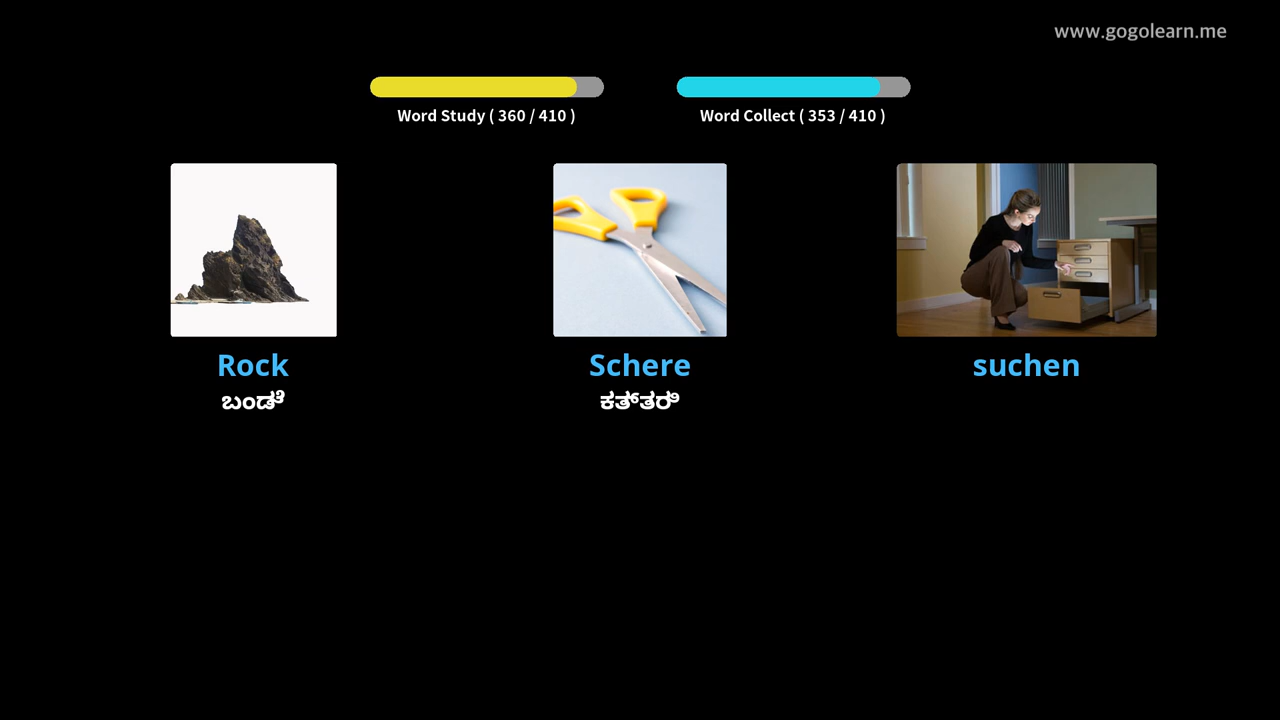 www.gogolearn.me
Word Study ( 360 / 410 )
Word Collect ( 353 / 410 )
Rock
Schere
suchen
ಬಂಡೆ
ಕತ್ತರಿ